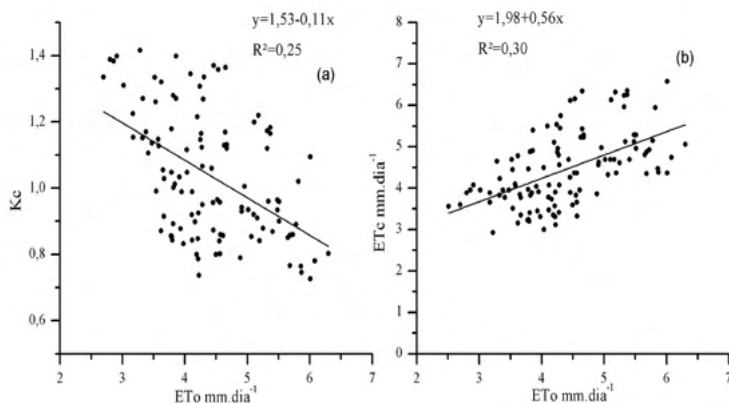 y=1,53-0,11x
R²=0,25
(a)
1,4
1,2
1,0
0,8
0,6
Kc
2
3
4
5
6
7
ETo mm.dia⁻¹
y=1,98+0,56x
R²=0,30
(b)
8
7
6
5
4
3
2
1
0
ETc mm.dia⁻¹
2
3
4
5
6
7
ETo mm.dia⁻¹